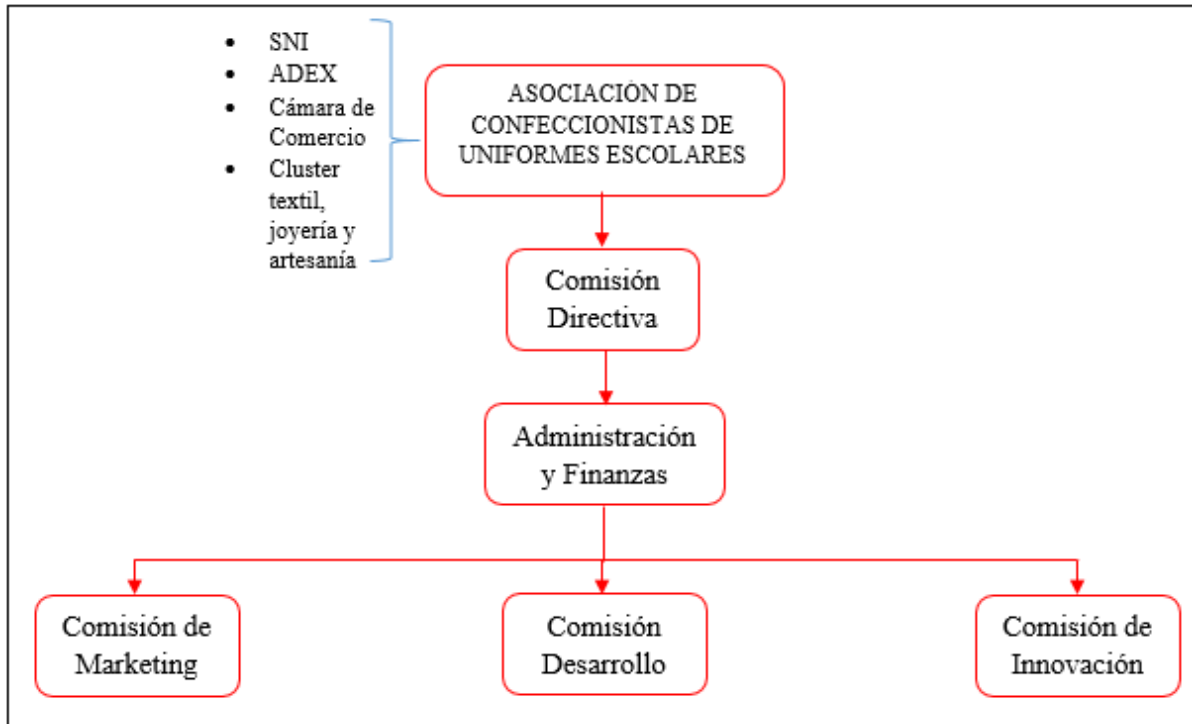 • SNI
• ADEX
• Cámara de
Comercio
• Cluster
textil,
joyería y
artesanía
ASOCIACIÓN DE
CONFECCIONISTAS DE
UNIFORMES ESCOLARES
Comisión
Directiva
Administración
y Finanzas
Comisión de
Marketing
Comisión
Desarrollo
Comisión de
Innovación